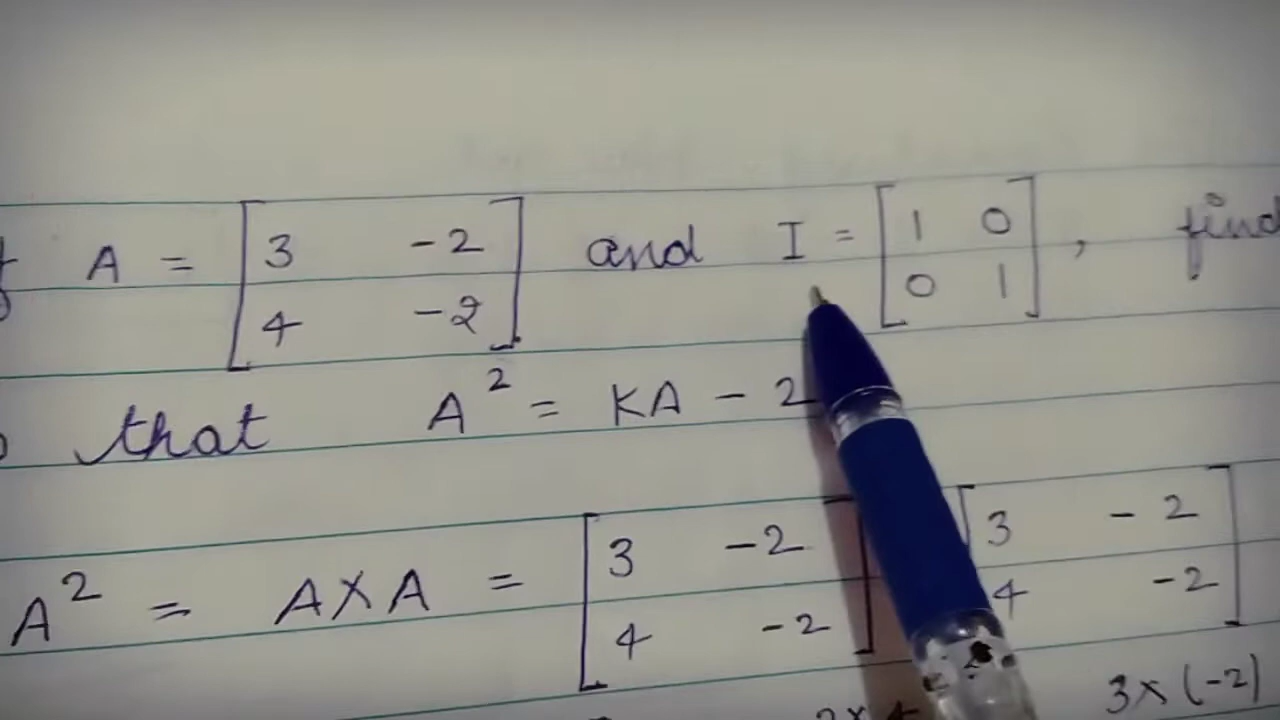 A = [3 -2 4 -2] and I = [1 0 0 1], find
that A² = KA - 2
A² = A×A = [3 -2 4 -2] [3 -2 4 -2]
3×(-2)